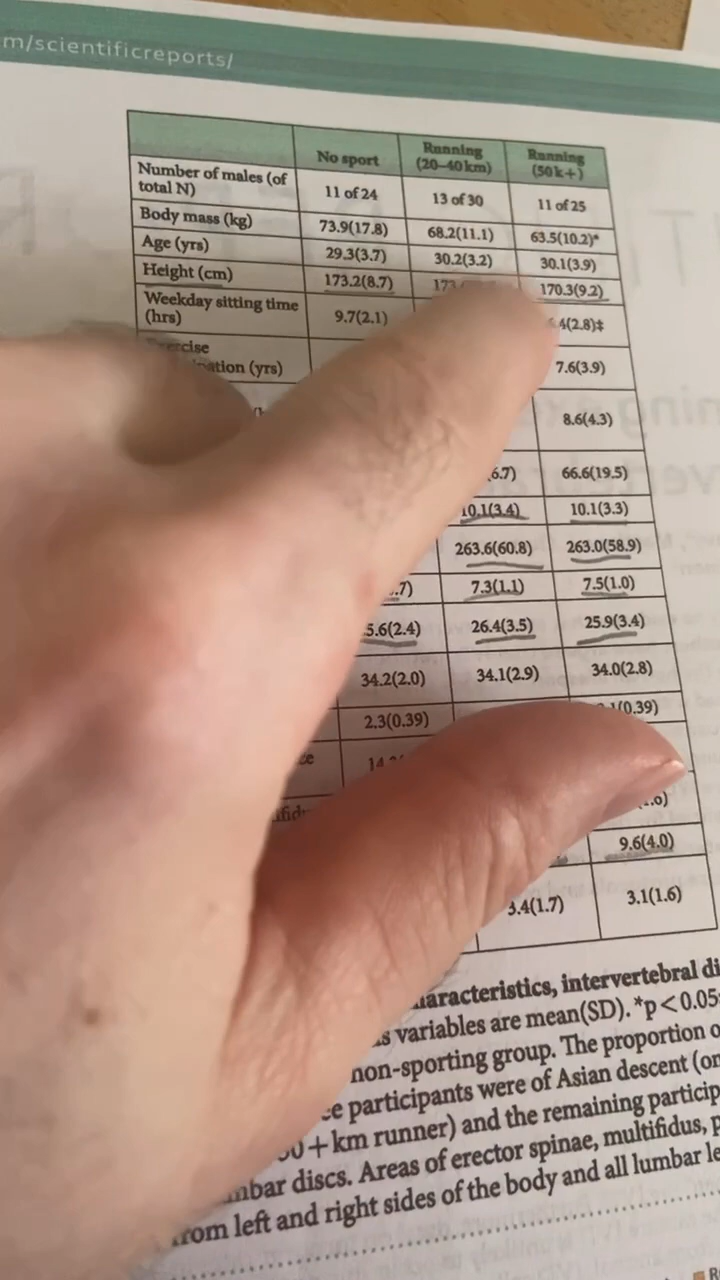 m/scientificreports/
No sport Running (20–40 km) Running (50 k+)
Number of males (of total N) 11 of 24 13 of 30 11 of 25
Body mass (kg) 73.9(17.8) 68.2(11.1) 63.5(10.2)*
Age (yrs) 29.3(3.7) 30.2(3.2) 30.1(3.9)
Height (cm) 173.2(8.7) 170.3(9.2)
Weekday sitting time (hrs) 9.7(2.1) 4(2.8)‡
(yrs) 7.6(3.9)
8.6(4.3)
6.7) 66.6(19.5)
10.1(3.4) 10.1(3.3)
263.6(60.8) 263.0(58.9)
.7) 7.3(1.1) 7.5(1.0)
5.6(2.4) 26.4(3.5) 25.9(3.4)
34.2(2.0) 34.1(2.9) 34.0(2.8)
2.3(0.39) (0.39)
9.6(4.0)
3.4(1.7) 3.1(1.6)
aracteristics, intervertebral di
s variables are mean(SD). *p<0.05
non-sporting group. The proportion o
participants were of Asian descent (or
0+km runner) and the remaining particip
mbar discs. Areas of erector spinae, multifidus, p
rom left and right sides of the body and all lumbar le